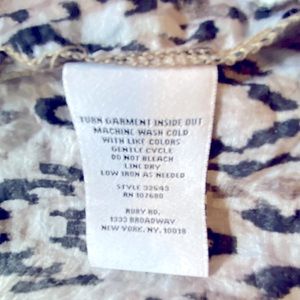 TURN GARMENT INSIDE OUT
MACHINE WASH COLD
WITH LIKE COLORS
GENTLE CYCLE
DO NOT BLEACH
LINE DRY
LOW IRON AS NEEDED
STYLE 32643
RN 107680
RUBY RD.
1333 BROADWAY
NEW YORK, NY. 10018